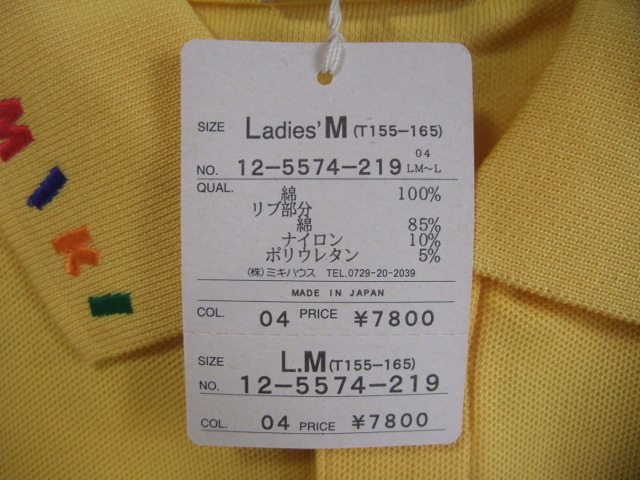 MIKI
SIZE Ladies' M (T155-165)
04
NO. 12-5574-219 LM〜L
QUAL. 綿 100%
リブ部分
綿 85%
ナイロン 10%
ポリウレタン 5%
(株)ミキハウス TEL.0729-20-2039
MADE IN JAPAN
COL. 04 PRICE ¥7800
SIZE L.M (T155-165)
NO. 12-5574-219
COL. 04 PRICE ¥7800